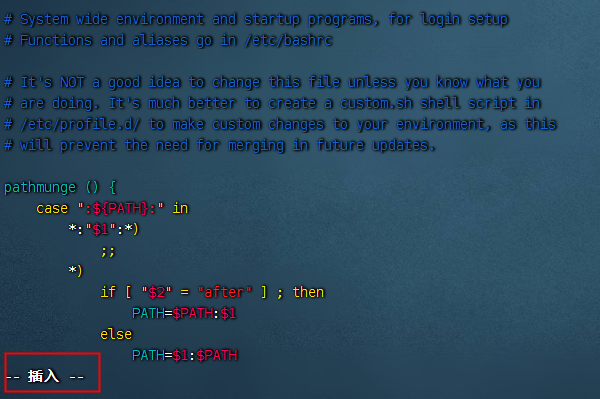 # System wide environment and startup programs, for login setup
# Functions and aliases go in /etc/bashrc
# It's NOT a good idea to change this file unless you know what you
# are doing. It's much better to create a custom.sh shell script in
# /etc/profile.d/ to make custom changes to your environment, as this
# will prevent the need for merging in future updates.
pathmunge () {
    case ":${PATH}:" in
        *:"$1":*)
            ;;
        *)
            if [ "$2" = "after" ] ; then
                PATH=$PATH:$1
            else
                PATH=$1:$PATH
-- 插入 --